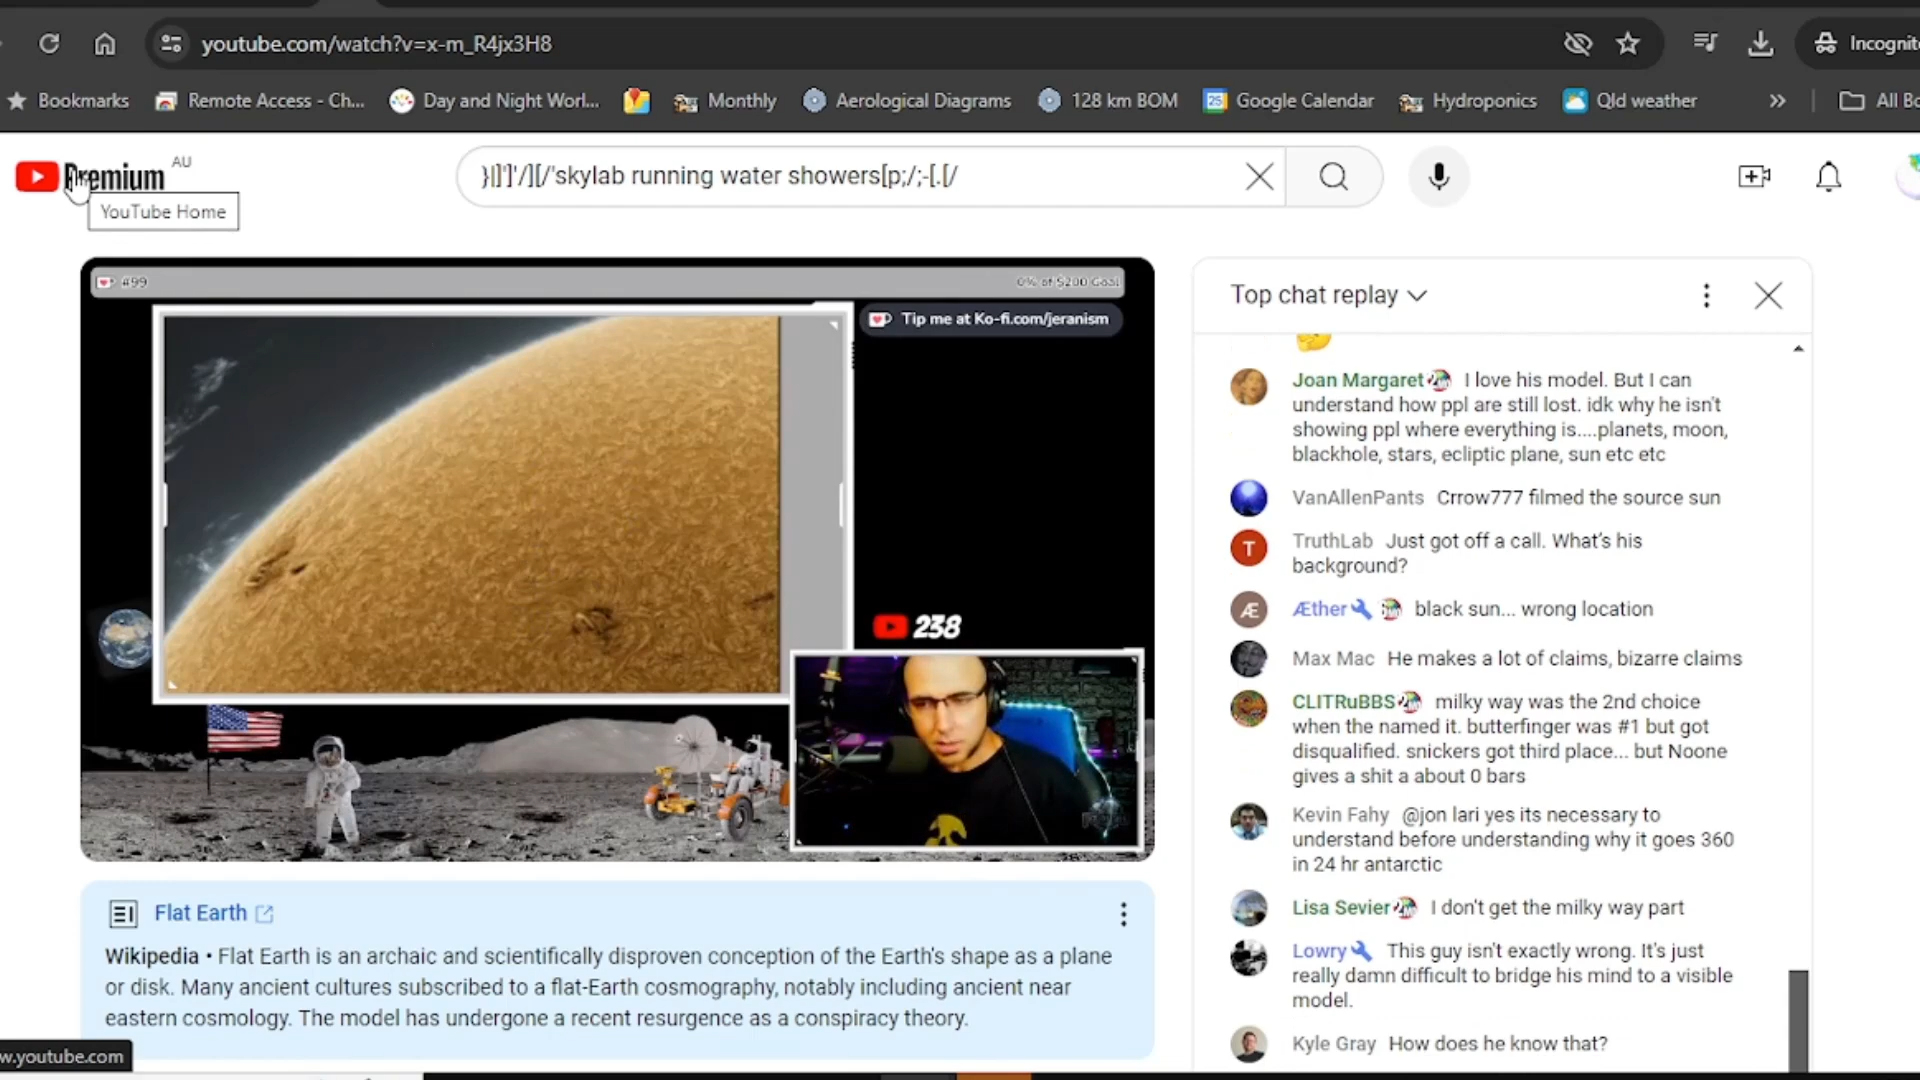 youtube.com/watch?v=x-m_R4jx3H8
Incognito
Bookmarks
Remote Access - Ch...
Day and Night Worl...
Monthly
Aerological Diagrams
128 km BOM
Google Calendar
Hydroponics
Qld weather
All Bo
Premium
AU
YouTube Home
}|]']'/][/'skylab running water showers[p;/;-[.[/
#99
0% of $200 Goal
Tip me at Ko-fi.com/jeranism
238
Flat Earth
Wikipedia • Flat Earth is an archaic and scientifically disproven conception of the Earth's shape as a plane
or disk. Many ancient cultures subscribed to a flat-Earth cosmography, notably including ancient near
eastern cosmology. The model has undergone a recent resurgence as a conspiracy theory.
w.youtube.com
Top chat replay
Joan Margaret I love his model. But I can
understand how ppl are still lost. idk why he isn't
showing ppl where everything is....planets, moon,
blackhole, stars, ecliptic plane, sun etc etc
VanAllenPants Crrow777 filmed the source sun
T
TruthLab Just got off a call. What's his
background?
Æ
Æther black sun... wrong location
Max Mac He makes a lot of claims, bizarre claims
CLITRuBBS milky way was the 2nd choice
when the named it. butterfinger was #1 but got
disqualified. snickers got third place... but Noone
gives a shit a about 0 bars
Kevin Fahy @jon lari yes its necessary to
understand before understanding why it goes 360
in 24 hr antarctic
Lisa Sevier I don't get the milky way part
Lowry This guy isn't exactly wrong. It's just
really damn difficult to bridge his mind to a visible
model.
Kyle Gray How does he know that?